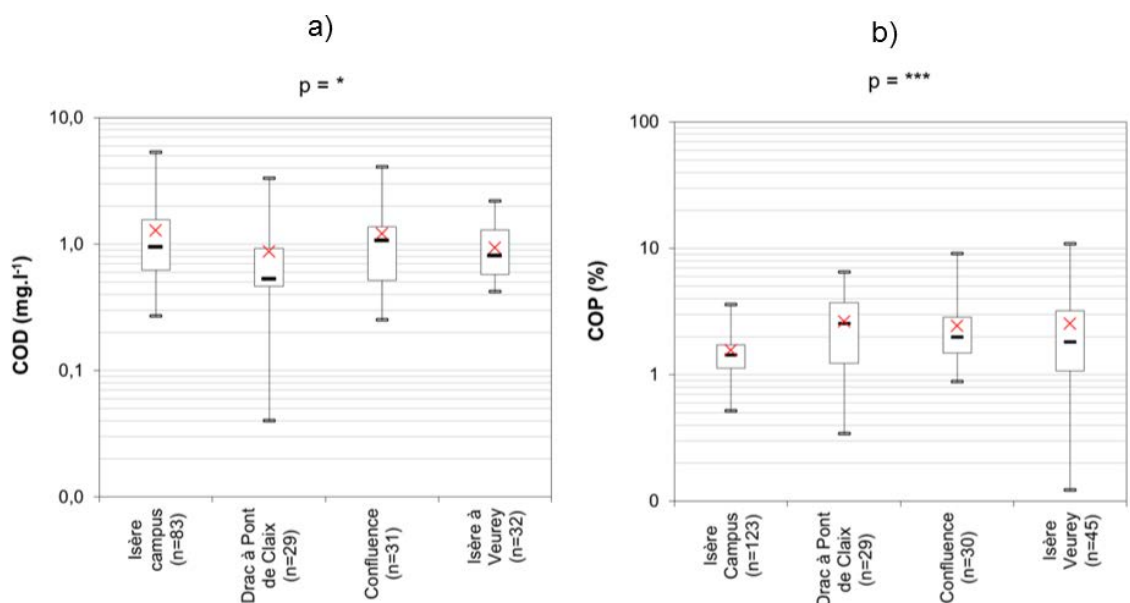 a)
p = *
COD (mg.l-1)
10,0
1,0
0,1
0,0
Isère
campus
(n=83)
Drac à Pont
de Claix
(n=29)
Confluence
(n=31)
Isère à
Veurey
(n=32)
b)
p = ***
COP (%)
100
10
1
0
Isère
Campus
(n=123)
Drac à Pont
de Claix
(n=29)
Confluence
(n=30)
Isère
Veurey
(n=45)